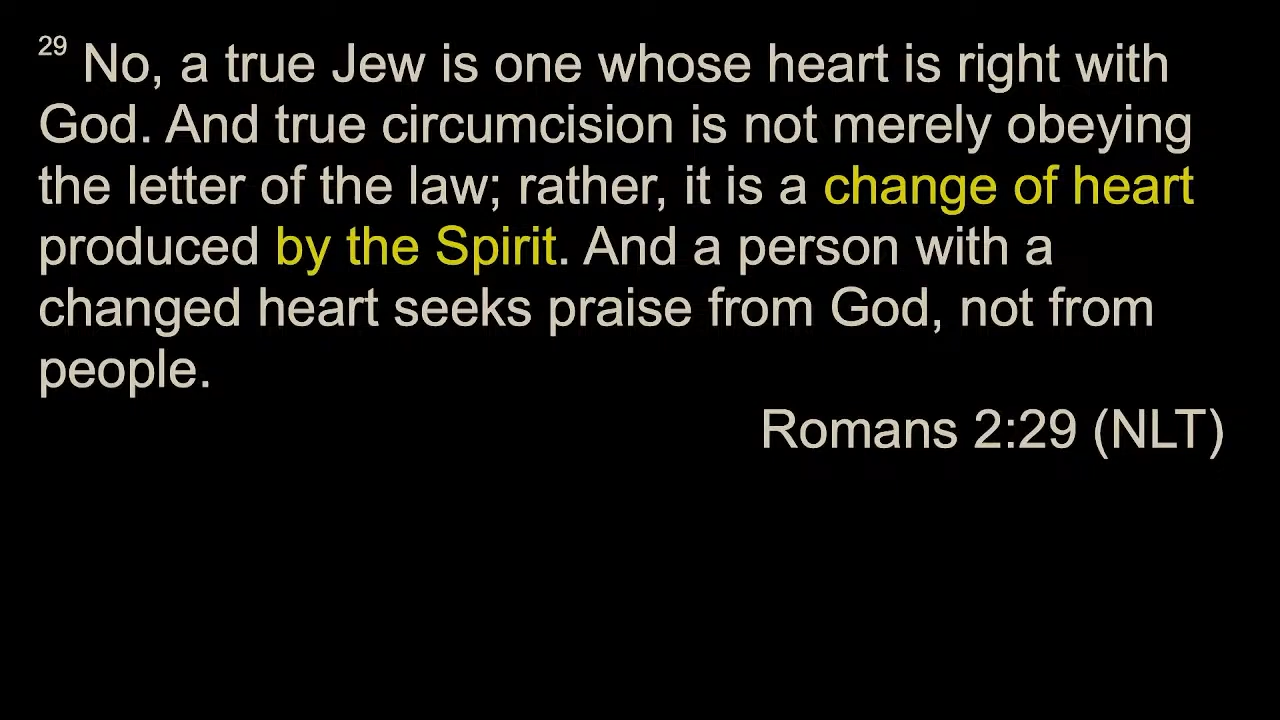 29 No, a true Jew is one whose heart is right with
God. And true circumcision is not merely obeying
the letter of the law; rather, it is a change of heart
produced by the Spirit. And a person with a
changed heart seeks praise from God, not from
people.
Romans 2:29 (NLT)